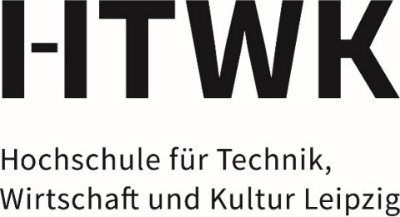 HTWK
Hochschule für Technik,
Wirtschaft und Kultur Leipzig